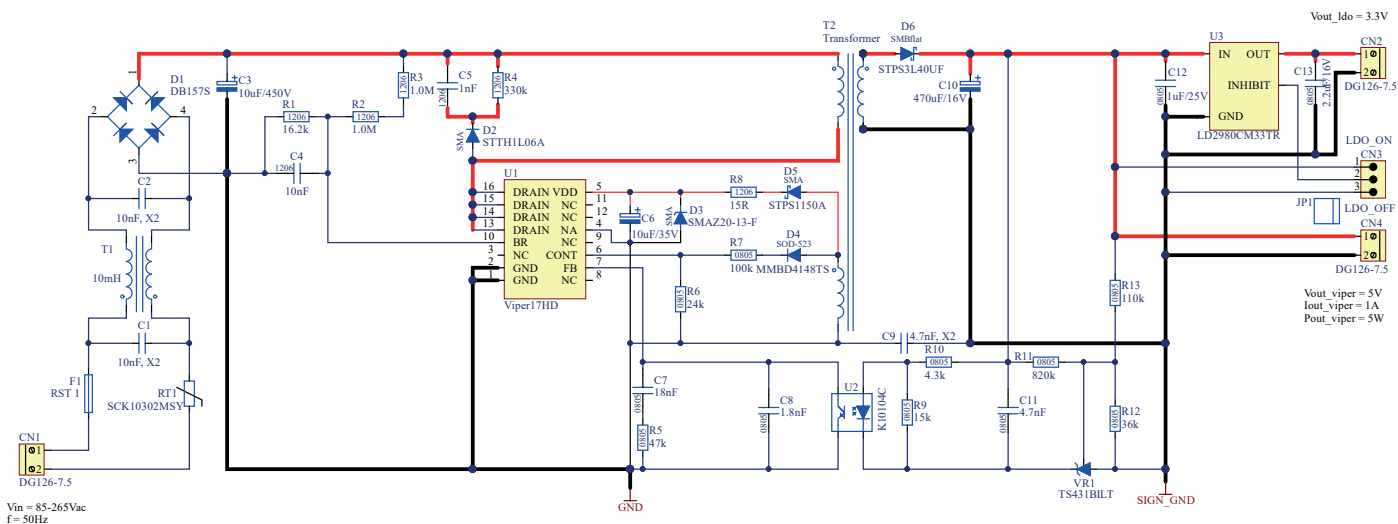 Vout_ldo = 3.3V
T2
Transformer
D6
SMBflat
STPS3L40UF
U3
IN OUT
INHIBIT
GND
LD2980CM33TR
CN2
1
2
DG126-7.5
1
D1
DB157S
2
4
3
C3
10uF/450V
R1
1206
16.2k
R2
1206
1.0M
R3
1206
1.0M
C5
1nF
1206
R4
1206
330k
C4
1206
10nF
D2
SMA
STTH1L06A
C10
470uF/16V
C12
0805
1uF/25V
C13
0805
2.2uF/16V
LDO_ON
CN3
1
2
3
JP1
LDO_OFF
CN4
1
2
DG126-7.5
U1
16 DRAIN VDD 5
15 DRAIN NC 11
14 DRAIN NC 12
13 DRAIN NA 4
10 BR NC 9
3 NC CONT 6
2 GND FB 7
1 GND NC 8
Viper17HD
C6
10uF/35V
D3
SMA
SMAZ20-13-F
R8
1206
15R
D5
SMA
STPS1150A
D4
SOD-523
MMBD4148TS
R7
0805
100k
R6
0805
24k
C2
10nF, X2
T1
10mH
C1
10nF, X2
F1
RST 1
RT1
SCK10302MSY
CN1
1
2
DG126-7.5
Vin = 85-265Vac
f = 50Hz
C7
18nF
0805
R5
0805
47k
C8
1.8nF
0805
C9
4.7nF, X2
U2
K10104C
R10
0805
4.3k
R9
0805
15k
R11
0805
820k
C11
4.7nF
0805
R13
0805
110k
R12
0805
36k
VR1
TS431BILT
Vout_viper = 5V
Iout_viper = 1A
Pout_viper = 5W
GND
SIGN_GND